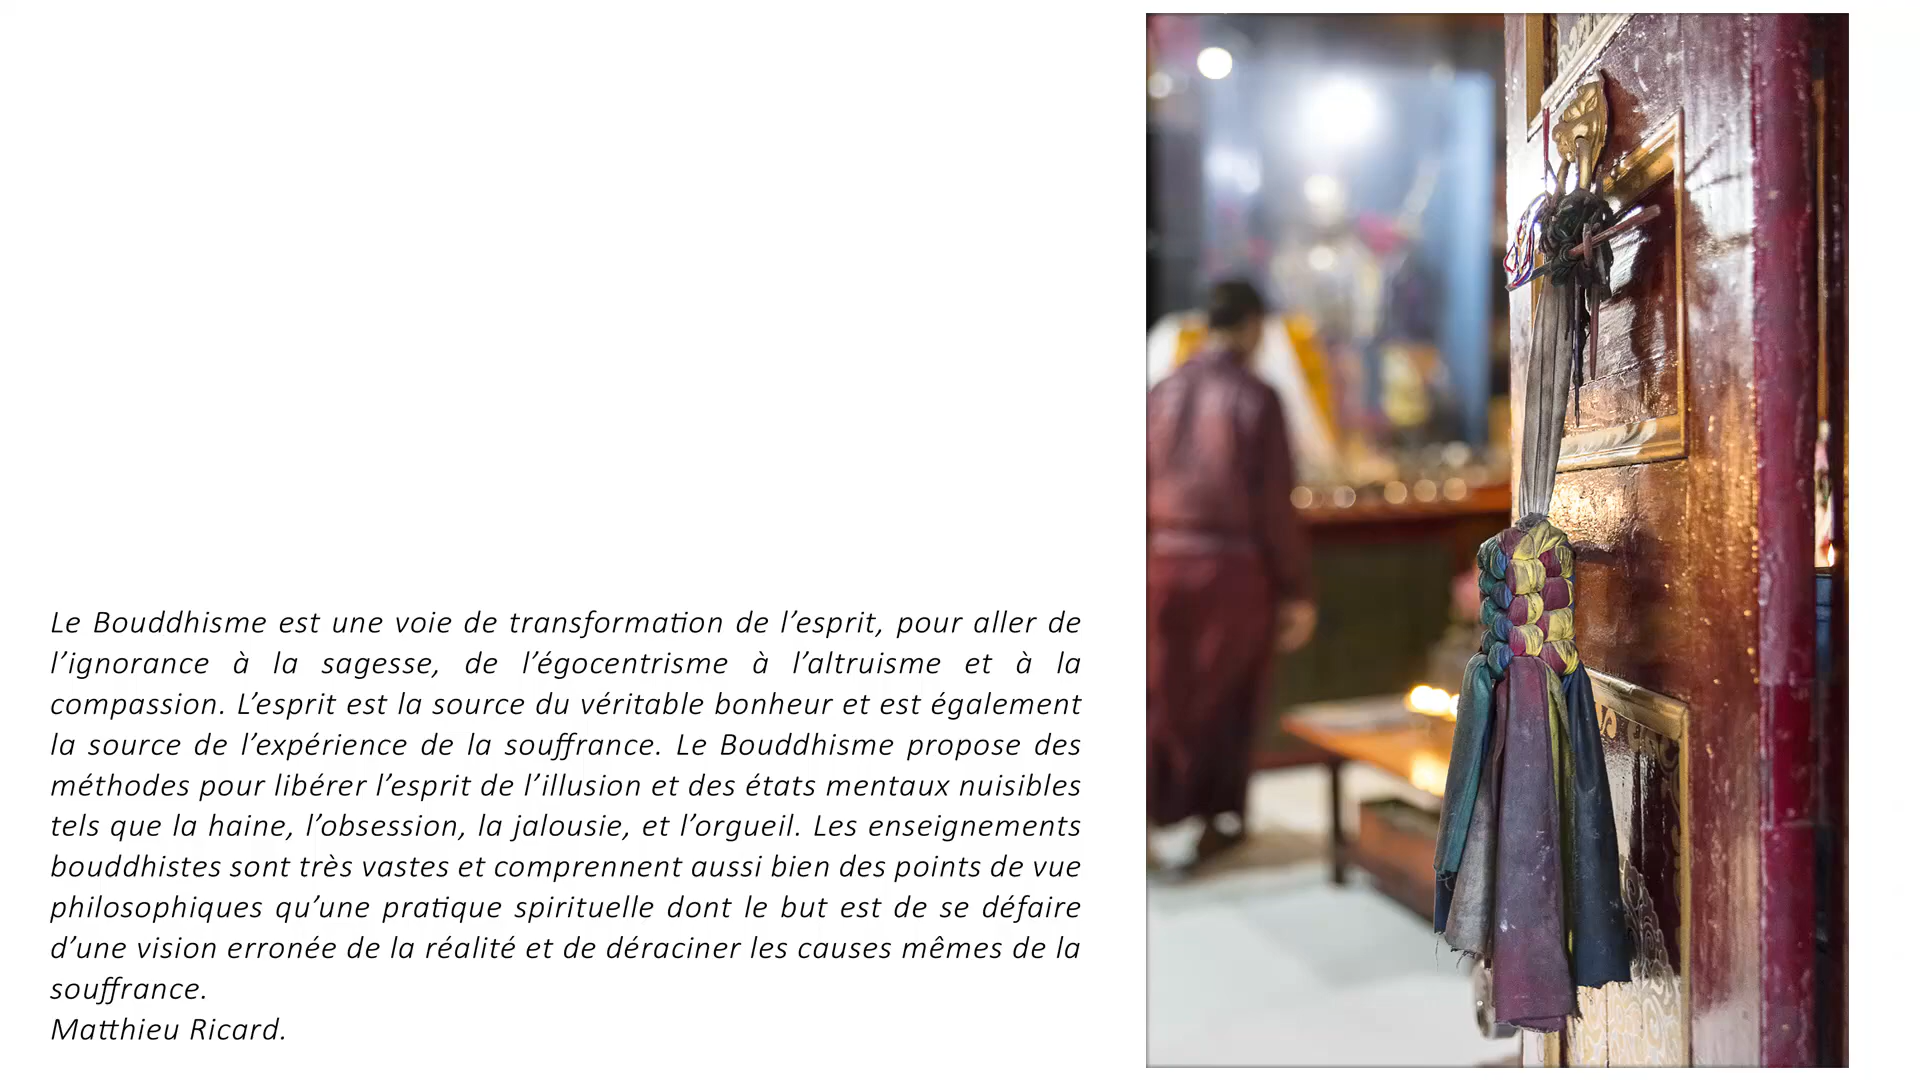 Le Bouddhisme est une voie de transformation de l’esprit, pour aller de
l’ignorance à la sagesse, de l’égocentrisme à l’altruisme et à la
compassion. L’esprit est la source du véritable bonheur et est également
la source de l’expérience de la souffrance. Le Bouddhisme propose des
méthodes pour libérer l’esprit de l’illusion et des états mentaux nuisibles
tels que la haine, l’obsession, la jalousie, et l’orgueil. Les enseignements
bouddhistes sont très vastes et comprennent aussi bien des points de vue
philosophiques qu’une pratique spirituelle dont le but est de se défaire
d’une vision erronée de la réalité et de déraciner les causes mêmes de la
souffrance.
Matthieu Ricard.